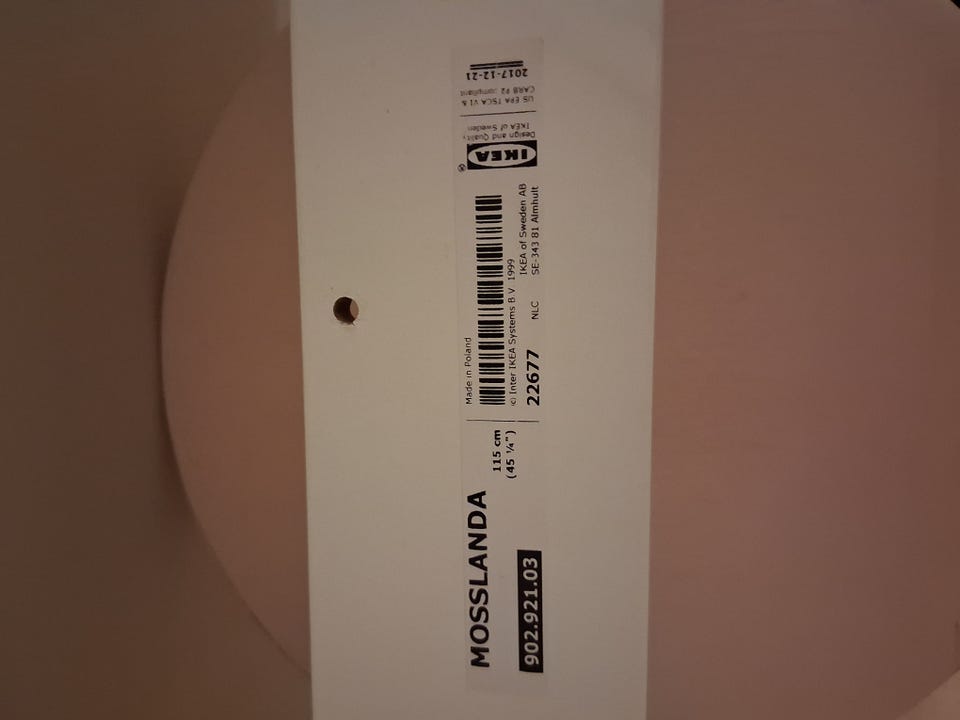 MOSSLANDA
902.921.03
115 cm
(45 ¼")
Made in Poland
© Inter IKEA Systems B.V. 1999
22677
NLC
IKEA of Sweden AB
SE-343 81 Älmhult
IKEA®
Design and Quality
IKEA of Sweden
US EPA TSCA VI &
CARB P2 compliant
2017-12-21